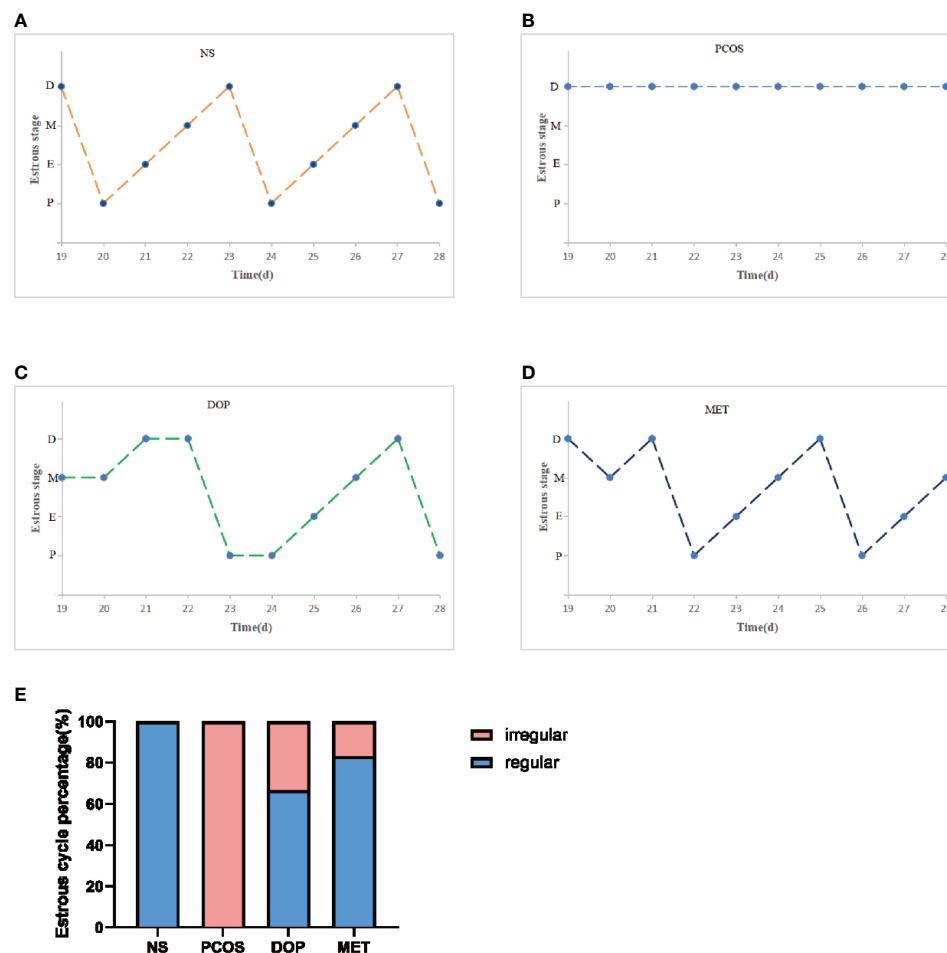 A
NS
Estrous stage
D
M
E
P
19 20 21 22 23 24 25 26 27 28
Time(d)
B
PCOS
Estrous stage
D
M
E
P
19 20 21 22 23 24 25 26 27 28
Time(d)
C
DOP
Estrous stage
D
M
E
P
19 20 21 22 23 24 25 26 27 28
Time(d)
D
MET
Estrous stage
D
M
E
P
19 20 21 22 23 24 25 26 27 28
Time(d)
E
Estrous cycle percentage(%)
100
80
60
40
20
0
NS PCOS DOP MET
irregular
regular